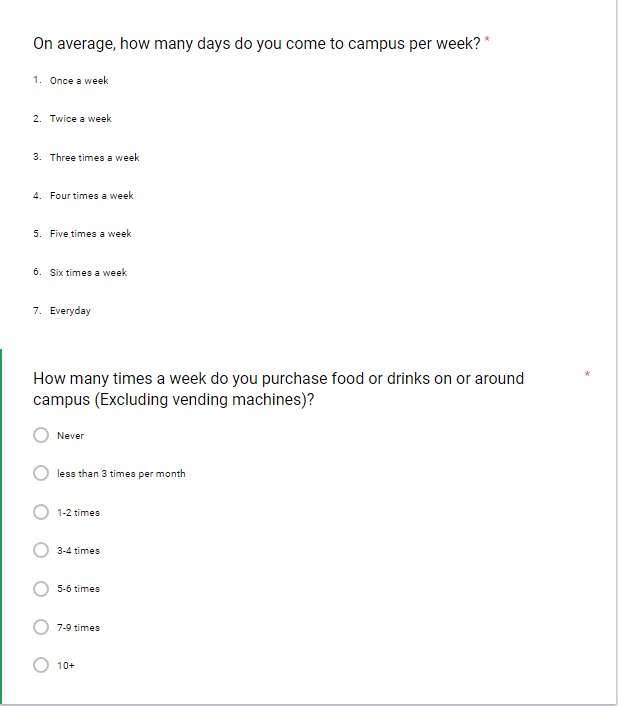 On average, how many days do you come to campus per week? *
1. Once a week
2. Twice a week
3. Three times a week
4. Four times a week
5. Five times a week
6. Six times a week
7. Everyday
How many times a week do you purchase food or drinks on or around *
campus (Excluding vending machines)?
Never
less than 3 times per month
1-2 times
3-4 times
5-6 times
7-9 times
10+